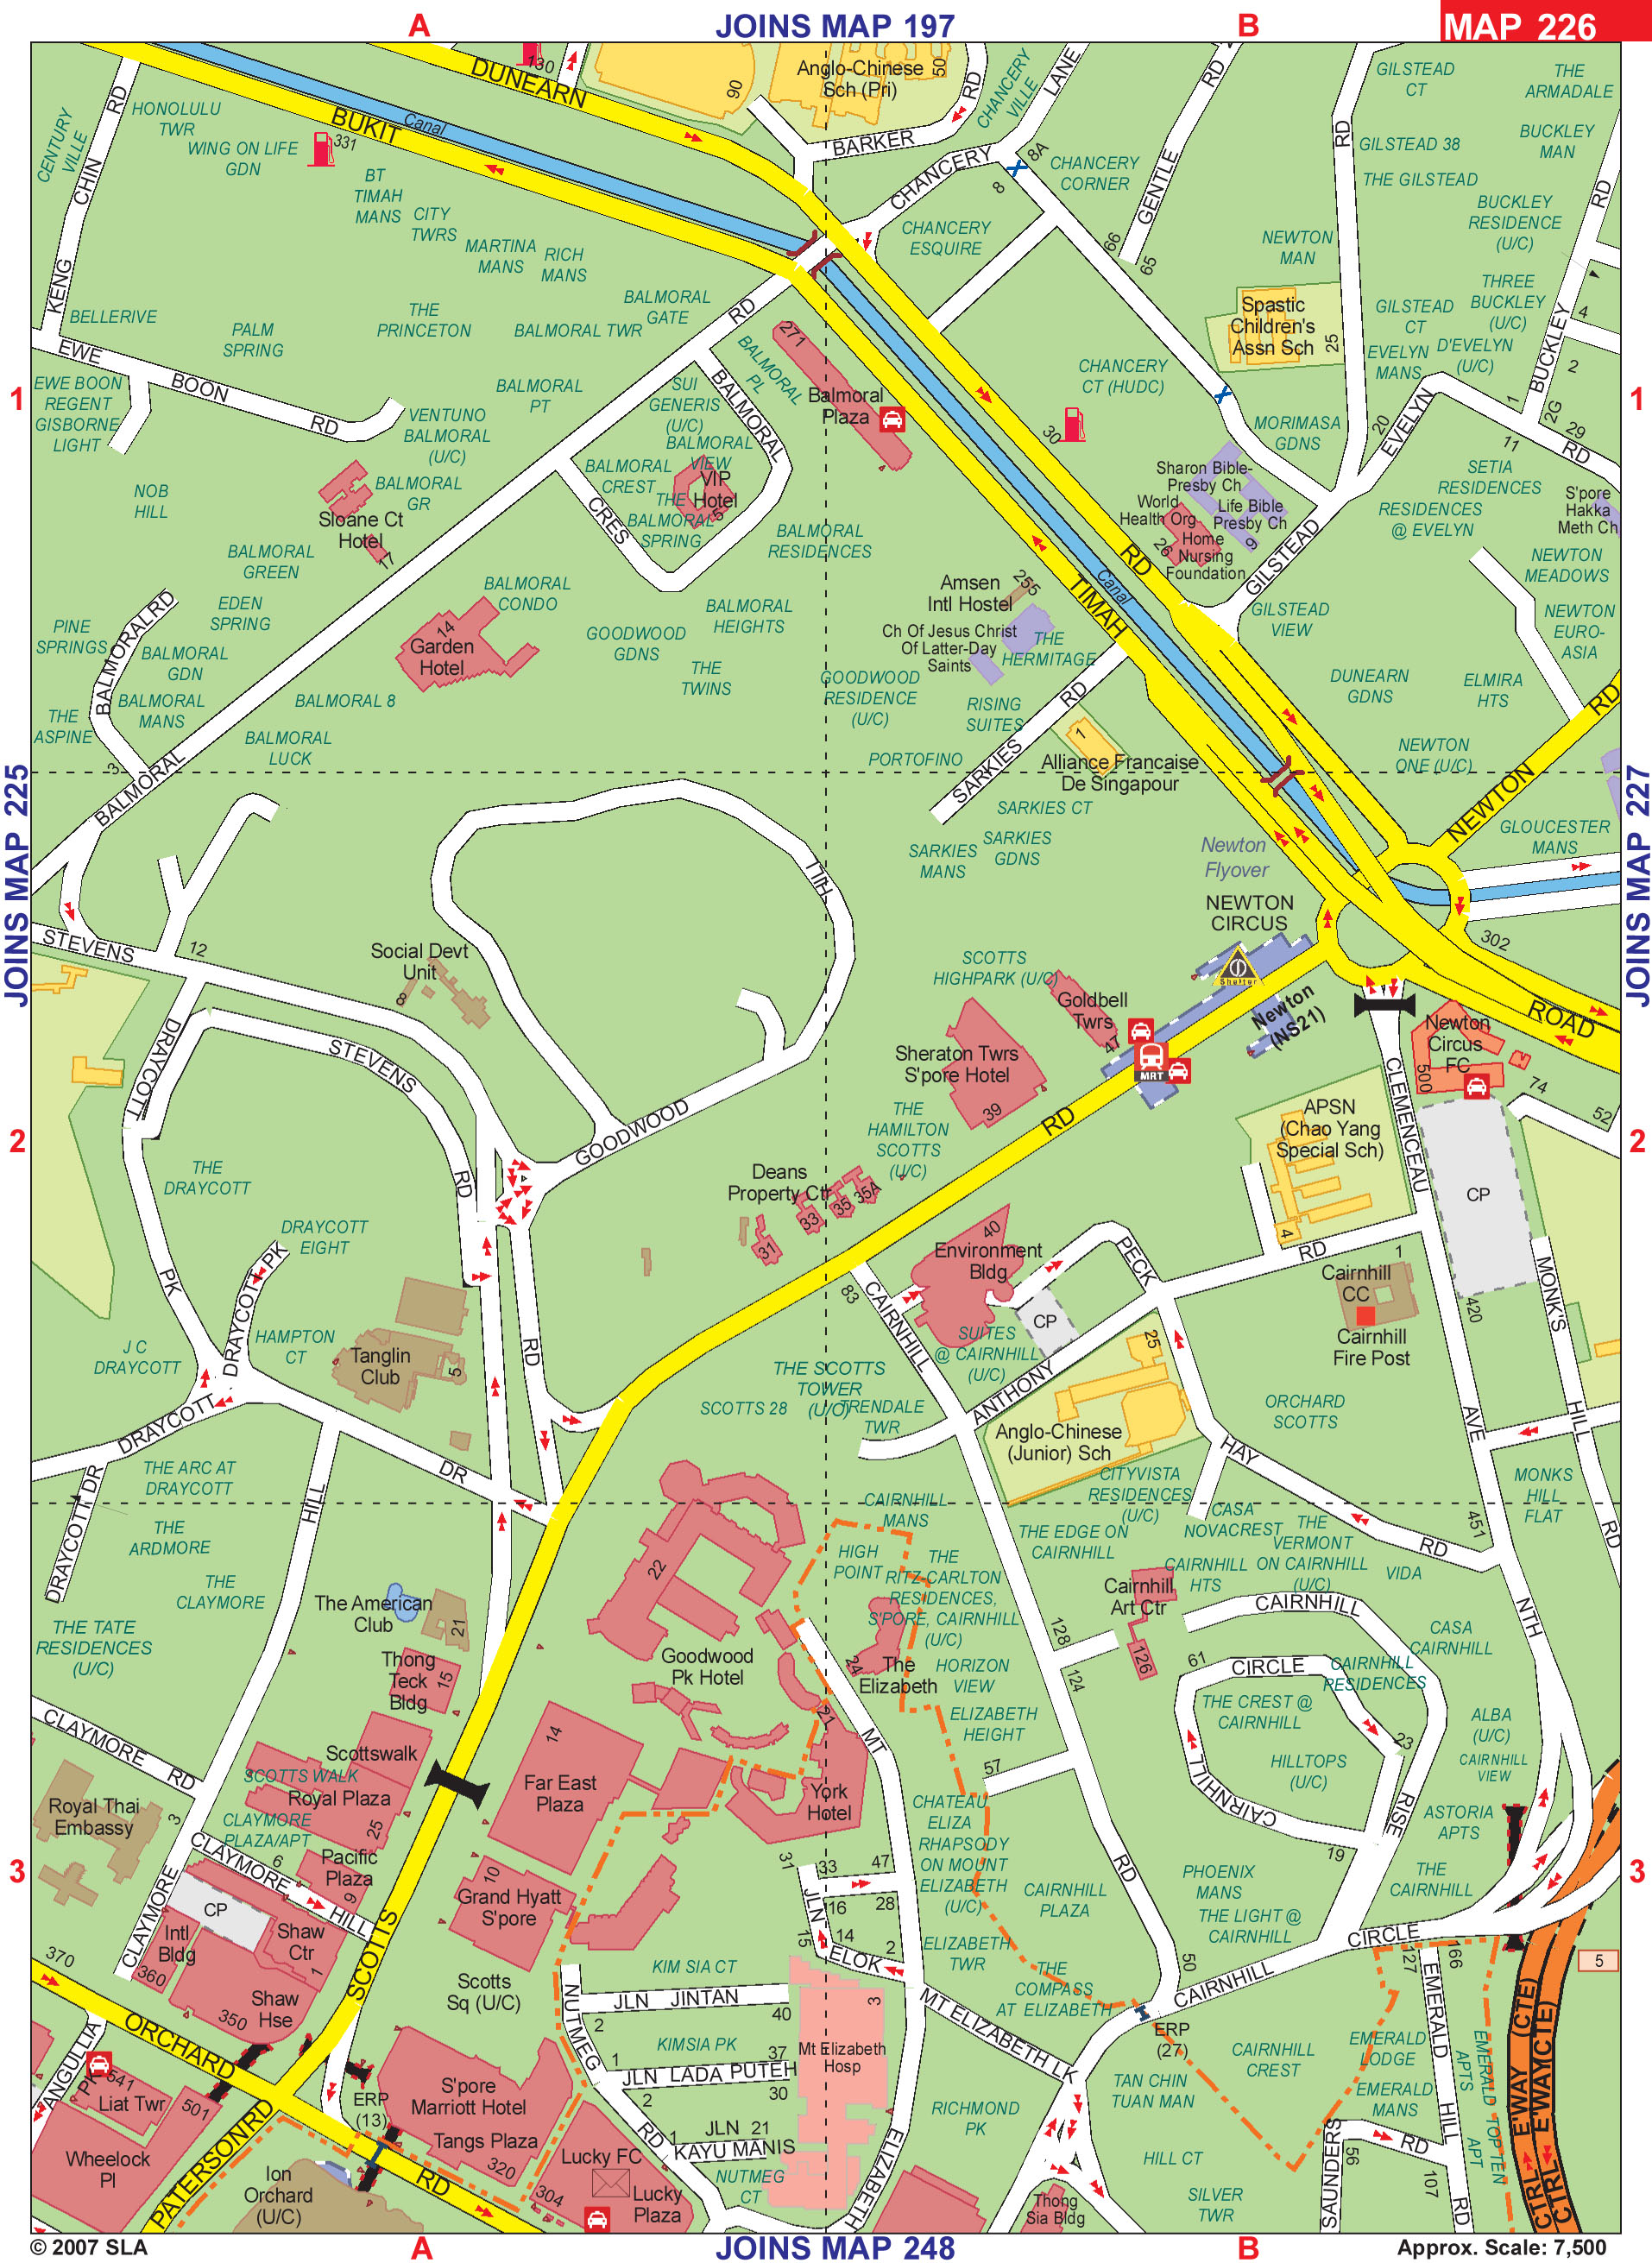 A
JOINS MAP 197
B
MAP 226
130
DUNEARN
90
Anglo-Chinese
Sch (Pri)
50
RD
CHANCERY
VILLE
LANE
RD
GILSTEAD
CT
THE
ARMADALE
CENTURY
VILLE
RD
HONOLULU
TWR
BUKIT
Canal
331
WING ON LIFE
GDN
BARKER
8A
CHANCERY
8
CHANCERY
CORNER
GENTLE
RD
GILSTEAD 38
BUCKLEY
MAN
THE GILSTEAD
CHIN
BT
TIMAH
MANS
CITY
TWRS
MARTINA
MANS
RICH
MANS
CHANCERY
ESQUIRE
66
65
NEWTON
MAN
BUCKLEY
RESIDENCE
(U/C)
RD
KENG
BELLERIVE
PALM
SPRING
THE
PRINCETON
BALMORAL
GATE
BALMORAL TWR
RD
271
Spastic
Children's
Assn Sch
25
GILSTEAD
CT
THREE
BUCKLEY
(U/C)
4
EWE
BOON
RD
EWE BOON
REGENT
GISBORNE
LIGHT
BALMORAL
PT
VENTUNO
BALMORAL
(U/C)
SUI
GENERIS
(U/C)
BALMORAL
BALMORAL
PL
Balmoral
Plaza
CHANCERY
CT (HUDC)
EVELYN
MANS
D'EVELYN
(U/C)
BUCKLEY
2
1
1
1
2G
29
30
MORIMASA
GDNS
20
EVELYN
11
RD
NOB
HILL
BALMORAL
GR
Sloane Ct
Hotel
17
BALMORAL
CREST
BALMORAL
VIEW
VIP
Hotel
5
THE
BALMORAL
SPRING
CRES
BALMORAL
RESIDENCES
Sharon Bible-
Presby Ch
World
Health Org
Life Bible
Presby Ch
26
Home
Nursing
Foundation
9
GILSTEAD
SETIA
RESIDENCES
RESIDENCES
@ EVELYN
S'pore
Hakka
Meth Ch
NEWTON
MEADOWS
BALMORAL
GREEN
EDEN
SPRING
BALMORAL
CONDO
RD
Canal
TIMAH
Amsen
Intl Hostel
255
PINE
SPRINGS
BALMORAL RD
BALMORAL
GDN
14
Garden
Hotel
GOODWOOD
GDNS
BALMORAL
HEIGHTS
THE
TWINS
Ch Of Jesus Christ
Of Latter-Day
Saints
THE
HERMITAGE
GILSTEAD
VIEW
NEWTON
EURO-
ASIA
THE
ASPINE
BALMORAL
MANS
BALMORAL 8
BALMORAL
LUCK
GOODWOOD
RESIDENCE
(U/C)
RISING
SUITES
RD
DUNEARN
GDNS
ELMIRA
HTS
RD
3
BALMORAL
PORTOFINO
SARKIES
1
Alliance Francaise
De Singapour
NEWTON
ONE (U/C)
NEWTON
JOINS MAP 225
JOINS MAP 227
SARKIES CT
SARKIES
MANS
SARKIES
GDNS
Newton
Flyover
GLOUCESTER
MANS
HILL
NEWTON
CIRCUS
STEVENS
12
Social Devt
Unit
8
SCOTTS
HIGHPARK (U/C)
Shelter
302
Goldbell
Twrs
47
Newton
(NS21)
ROAD
DRAYCOTT
STEVENS
Sheraton Twrs
S'pore Hotel
39
MRT
Newton
Circus
FC
500
74
52
CLEMENCEAU
2
2
GOODWOOD
THE
HAMILTON
SCOTTS
(U/C)
RD
APSN
(Chao Yang
Special Sch)
4
CP
THE
DRAYCOTT
RD
Deans
Property Ctr
31
33
35
35A
DRAYCOTT
EIGHT
PK
40
Environment
Bldg
PECK
RD
1
Cairnhill
CC
MONK'S
PK
83
CAIRNHILL
CP
420
Cairnhill
Fire Post
J C
DRAYCOTT
DRAYCOTT
HAMPTON
CT
Tanglin
Club
5
RD
SUITES
@ CAIRNHILL
(U/C)
25
THE SCOTTS
TOWER
(U/C)
SCOTTS 28
TRENDALE
TWR
ANTHONY
Anglo-Chinese
(Junior) Sch
ORCHARD
SCOTTS
AVE
HILL
DRAYCOTT
DR
THE ARC AT
DRAYCOTT
HAY
CITYVISTA
RESIDENCES
(U/C)
MONKS
HILL
FLAT
DRAYCOTT DR
HILL
THE
ARDMORE
CAIRNHILL
MANS
THE EDGE ON
CAIRNHILL
CASA
NOVACREST
THE
VERMONT
ON CAIRNHILL
(U/C)
451
RD
RD
THE
CLAYMORE
22
HIGH
POINT
THE
RITZ-CARLTON
RESIDENCES,
S'PORE, CAIRNHILL
(U/C)
CAIRNHILL
HTS
VIDA
Cairnhill
Art Ctr
126
CAIRNHILL
NTH
THE TATE
RESIDENCES
(U/C)
The American
Club
21
Thong
Teck
Bldg
15
Goodwood
Pk Hotel
24
The
Elizabeth
HORIZON
VIEW
128
124
61
CIRCLE
CAIRNHILL
RESIDENCES
CASA
CAIRNHILL
21
ELIZABETH
HEIGHT
THE CREST @
CAIRNHILL
ALBA
(U/C)
CLAYMORE
RD
Scottswalk
SCOTTS WALK
Royal Plaza
14
Far East
Plaza
MT
York
Hotel
57
23
HILLTOPS
(U/C)
CAIRNHILL
VIEW
Royal Thai
Embassy
3
CLAYMORE
PLAZA/APT
25
CHATEAU
ELIZA
CAIRNHILL
RISE
ASTORIA
APTS
3
3
CLAYMORE
6
HILL
Pacific
Plaza
9
10
Grand Hyatt
S'pore
31
33
47
RHAPSODY
ON MOUNT
ELIZABETH
(U/C)
RD
19
PHOENIX
MANS
THE
CAIRNHILL
CLAYMORE
CP
Intl
Bldg
360
Shaw
Ctr
1
SCOTTS
JLN
16
28
15
14
2
ELOK
CAIRNHILL
PLAZA
THE LIGHT @
CAIRNHILL
CIRCLE
370
Shaw
Hse
350
Scotts
Sq (U/C)
KIM SIA CT
ELIZABETH
TWR
THE
COMPASS
AT ELIZABETH
50
CAIRNHILL
127
166
5
ORCHARD
NUTMEG
JLN JINTAN
2
40
3
MT ELIZABETH LK
ERP
(27)
EMERALD
E'WAY (CTE)
E'WAY (CTE)
ANGULLIA
PK
541
Liat Twr
501
ERP
(13)
S'pore
Marriott Hotel
KIMSIA PK
1
37
JLN LADA PUTEH
2
30
Mt Elizabeth
Hosp
CAIRNHILL
CREST
EMERALD
LODGE
EMERALD
MANS
EMERALD
APTS
TAN CHIN
TUAN MAN
Wheelock
Pl
PATERSON RD
Tangs Plaza
320
RD
1
JLN 21
KAYU MANIS
RICHMOND
PK
HILL
TOP TEN
APT
Ion
Orchard
(U/C)
RD
Lucky FC
304
Lucky
Plaza
NUTMEG
CT
ELIZABETH
HILL CT
SAUNDERS
56
RD
107
RD
CTRL
CTRL
Thong
Sia Bldg
SILVER
TWR
© 2007 SLA
A
JOINS MAP 248
B
Approx. Scale: 7,500